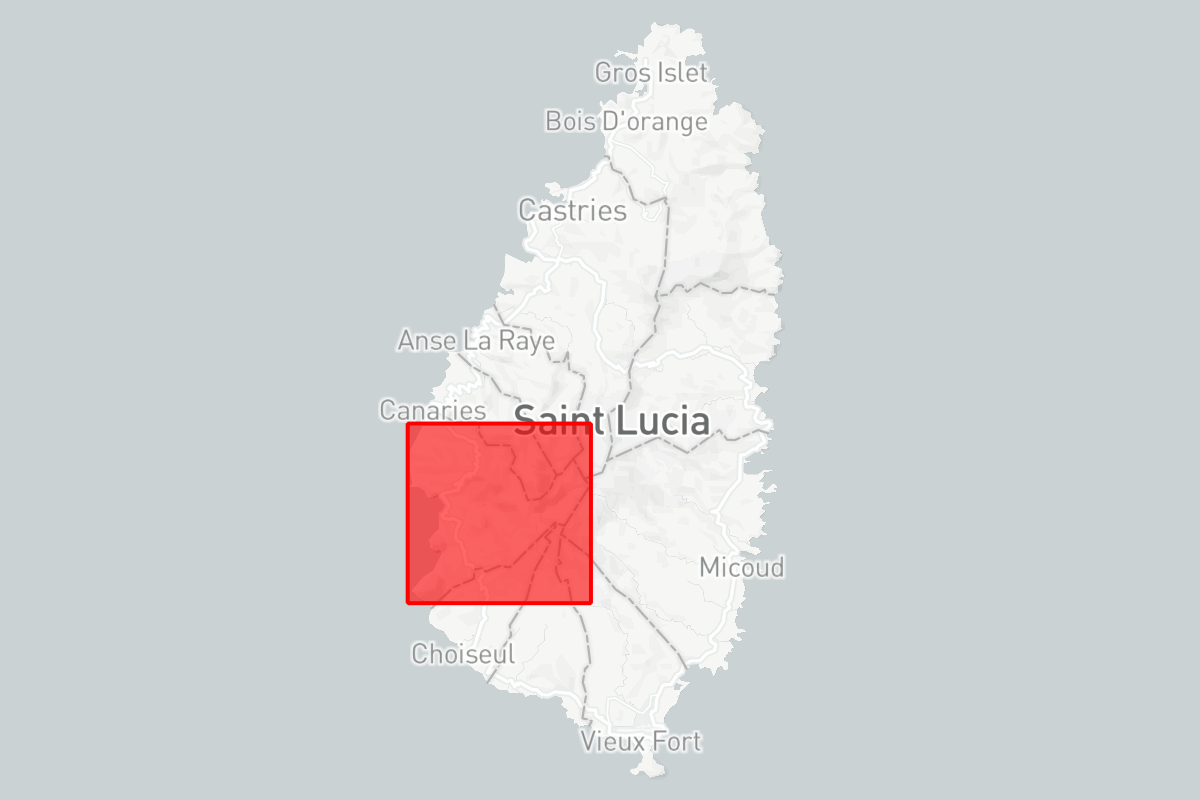 Gros Islet
Bois D'orange
Castries
Anse La Raye
Canaries
Saint Lucia
Micoud
Choiseul
Vieux Fort